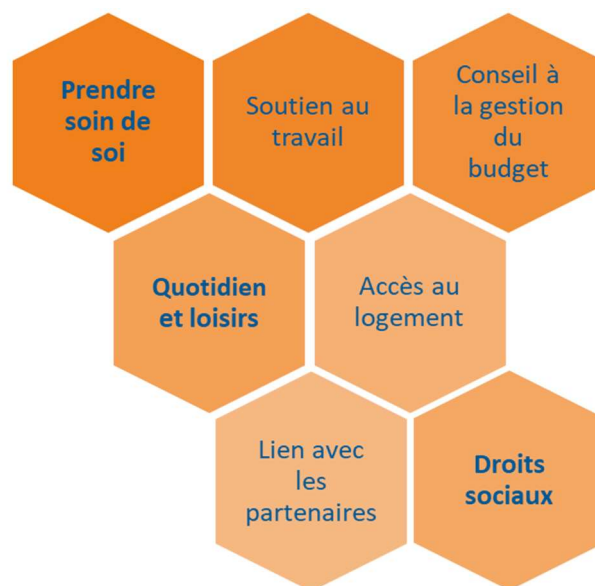 Prendre
soin de
soi
Soutien au
travail
Conseil à
la gestion
du
budget
Quotidien
et loisirs
Accès au
logement
Lien avec
les
partenaires
Droits
sociaux